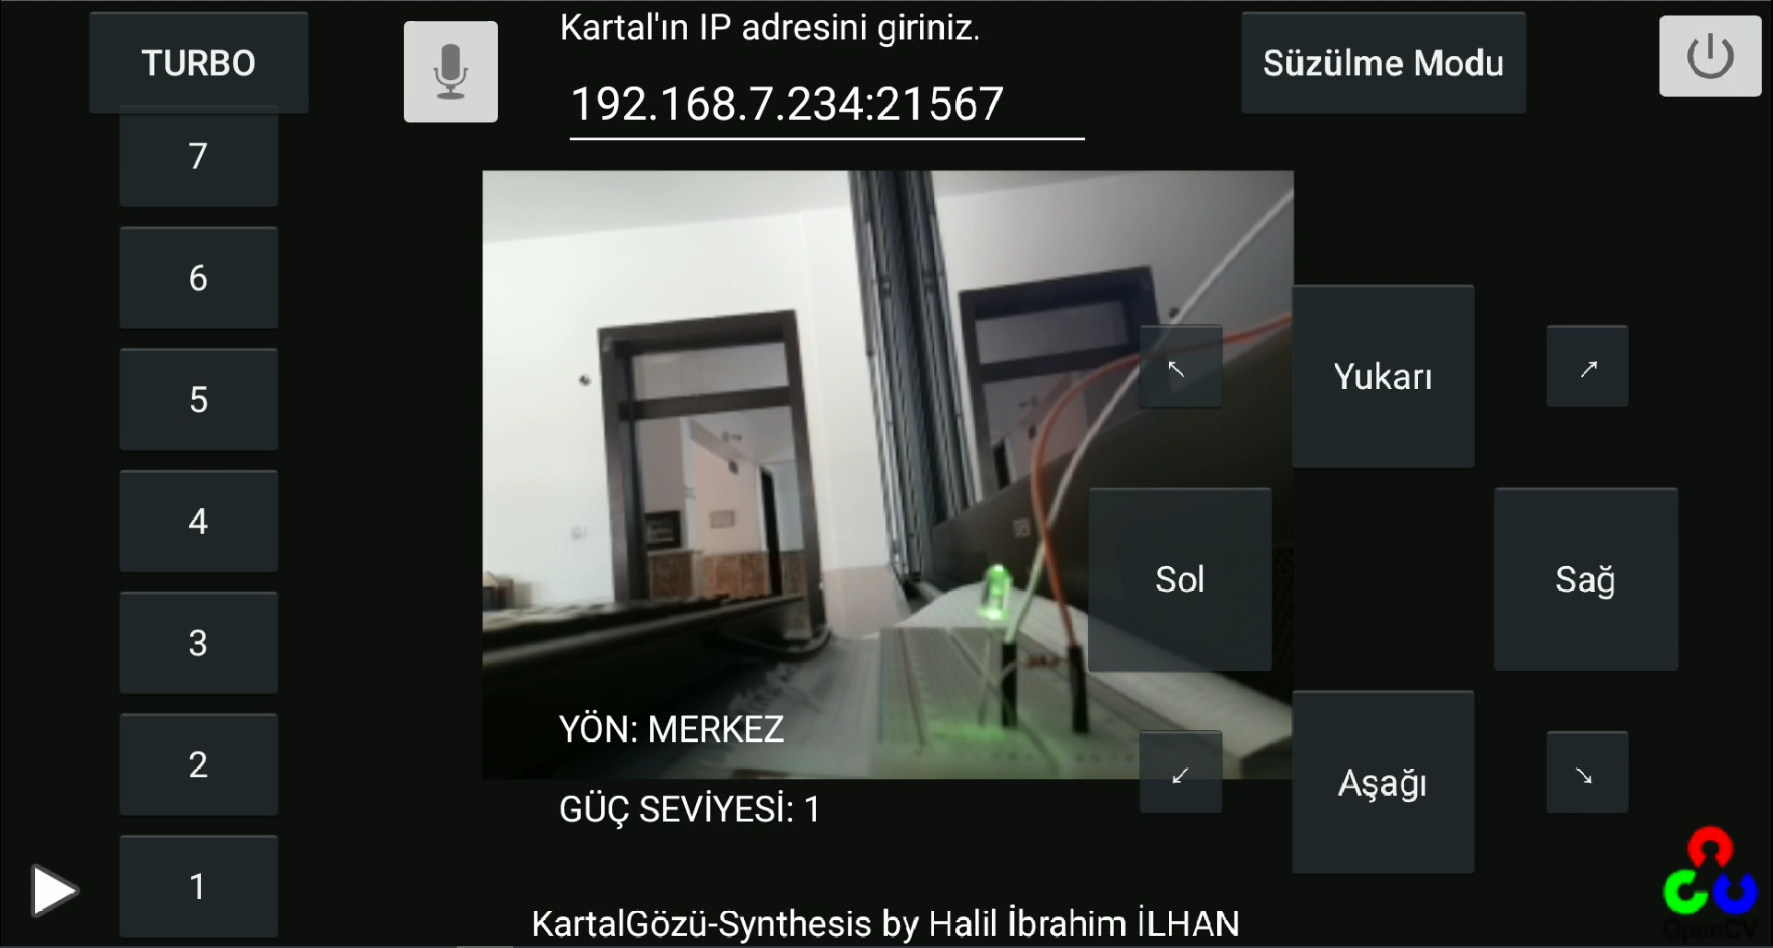 TURBO
Kartal'ın IP adresini giriniz.
192.168.7.234:21567
Süzülme Modu
7
6
5
4
3
2
1
↖
Yukarı
↗
Sol
Sağ
↙
Aşağı
↘
YÖN: MERKEZ
GÜÇ SEVİYESİ: 1
KartalGözü-Synthesis by Halil İbrahim İLHAN
OpenCV